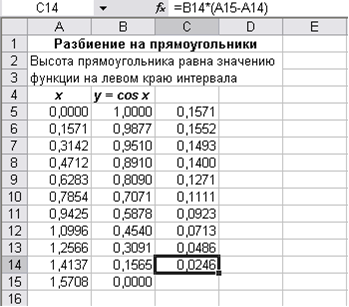 C14 fx =B14*(A15-A14)
A B C D E
1 Разбиение на прямоугольники
2 Высота прямоугольника равна значению
3 функции на левом краю интервала
4 x y = cos x
5 0,0000 1,0000 0,1571
6 0,1571 0,9877 0,1552
7 0,3142 0,9510 0,1493
8 0,4712 0,8910 0,1400
9 0,6283 0,8090 0,1271
10 0,7854 0,7071 0,1111
11 0,9425 0,5878 0,0923
12 1,0996 0,4540 0,0713
13 1,2566 0,3091 0,0486
14 1,4137 0,1565 0,0246
15 1,5708 0,0000
16